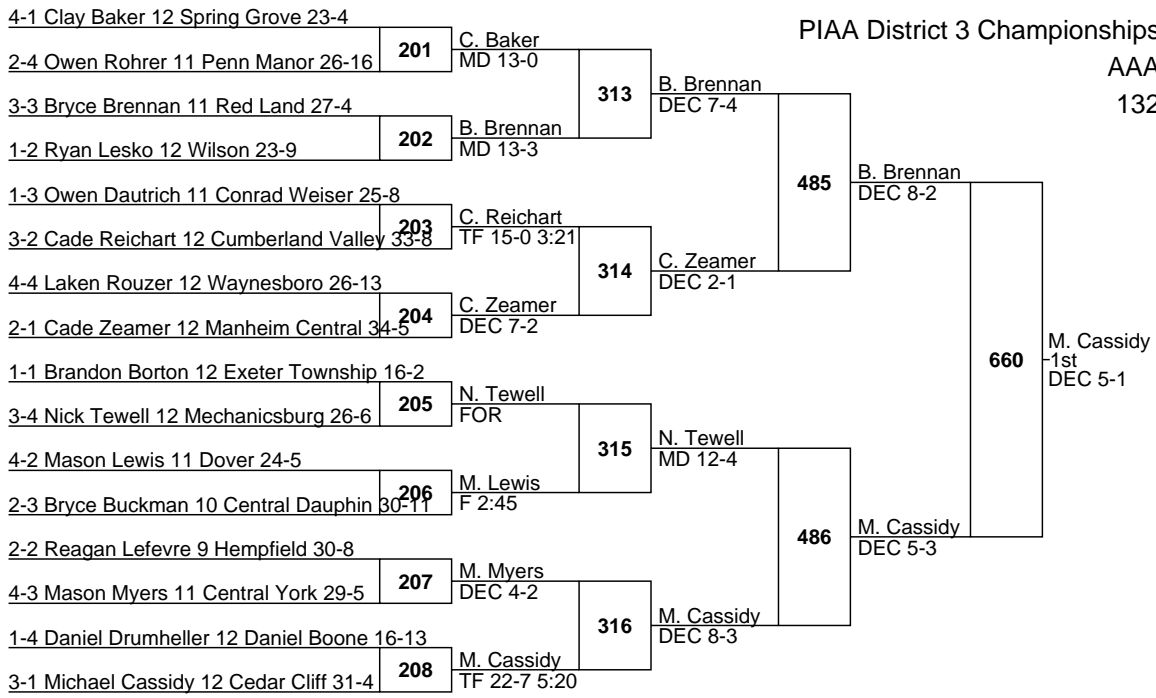 PIAA District 3 Championships
AAA
132
4-1 Clay Baker 12 Spring Grove 23-4
201
2-4 Owen Rohrer 11 Penn Manor 26-16
C. Baker
MD 13-0
3-3 Bryce Brennan 11 Red Land 27-4
202
1-2 Ryan Lesko 12 Wilson 23-9
B. Brennan
MD 13-3
313
B. Brennan
DEC 7-4
1-3 Owen Dautrich 11 Conrad Weiser 25-8
203
3-2 Cade Reichart 12 Cumberland Valley 33-8
C. Reichart
TF 15-0 3:21
4-4 Laken Rouzer 12 Waynesboro 26-13
204
2-1 Cade Zeamer 12 Manheim Central 34-5
C. Zeamer
DEC 7-2
314
C. Zeamer
DEC 2-1
485
B. Brennan
DEC 8-2
1-1 Brandon Borton 12 Exeter Township 16-2
205
3-4 Nick Tewell 12 Mechanicsburg 26-6
N. Tewell
FOR
4-2 Mason Lewis 11 Dover 24-5
206
2-3 Bryce Buckman 10 Central Dauphin 30-11
M. Lewis
F 2:45
315
N. Tewell
MD 12-4
2-2 Reagan Lefevre 9 Hempfield 30-8
207
4-3 Mason Myers 11 Central York 29-5
M. Myers
DEC 4-2
1-4 Daniel Drumheller 12 Daniel Boone 16-13
208
3-1 Michael Cassidy 12 Cedar Cliff 31-4
M. Cassidy
TF 22-7 5:20
316
M. Cassidy
DEC 8-3
486
M. Cassidy
DEC 5-3
660
M. Cassidy
1st
DEC 5-1